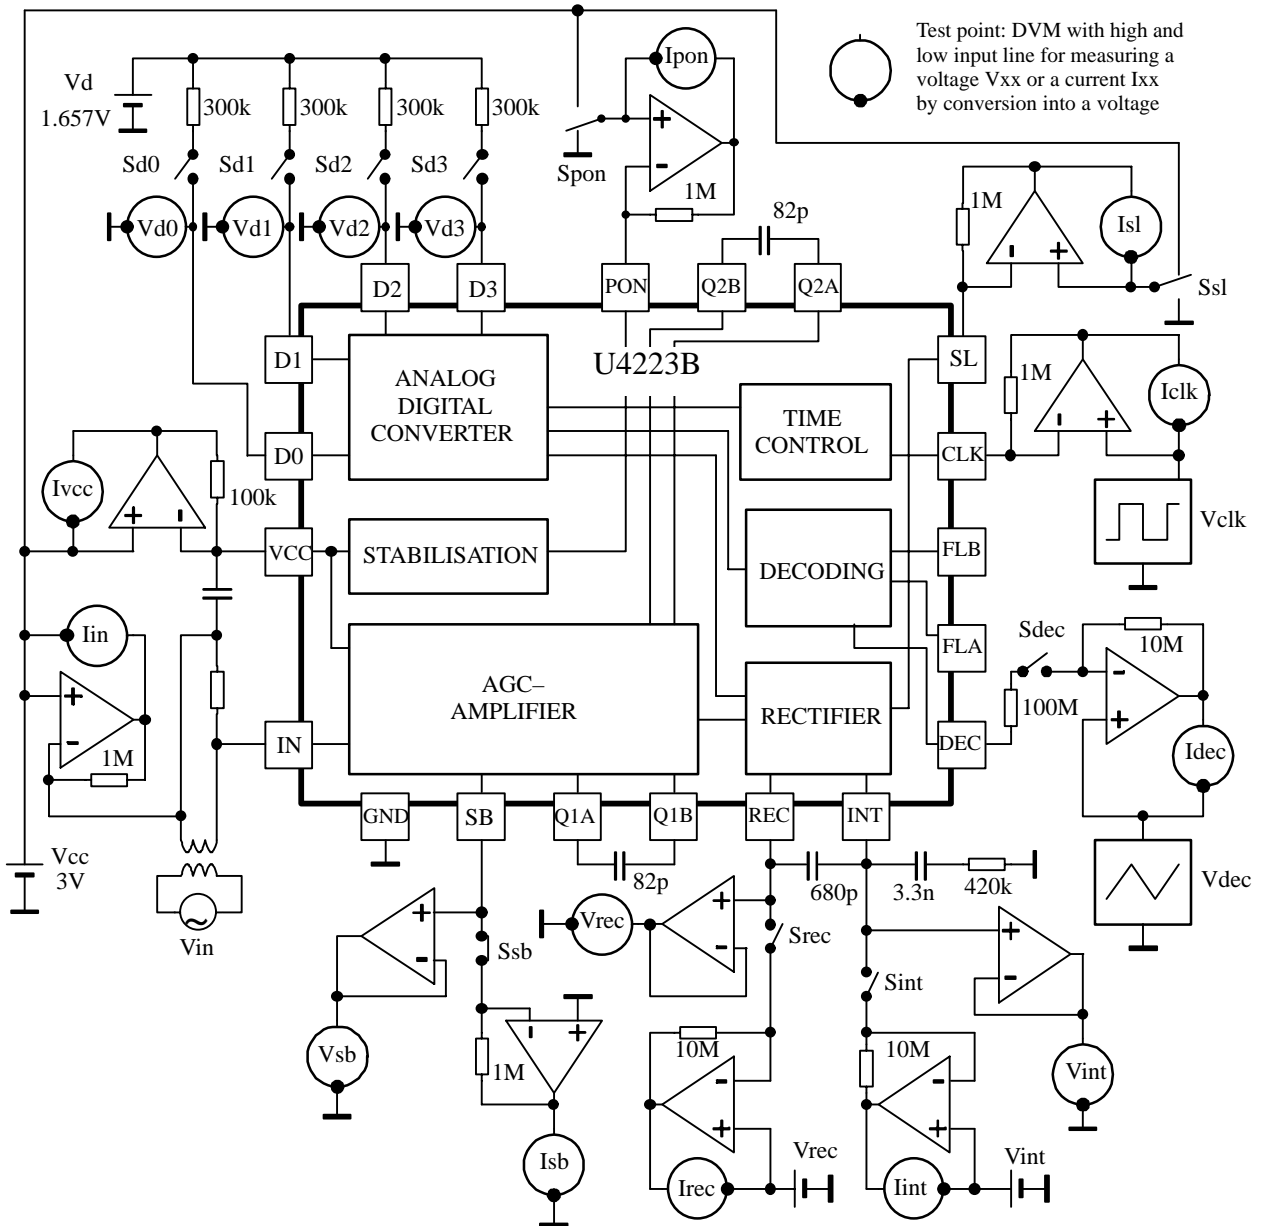 Test point: DVM with high and
low input line for measuring a
voltage Vxx or a current Ixx
by conversion into a voltage
Ipon
Vd
1.657V
300k
300k
300k
300k
Sd0
Sd1
Sd2
Sd3
Spon
1M
82p
1M
Isl
Ssl
Vd0
Vd1
Vd2
Vd3
D2
D3
PON
Q2B
Q2A
U4223B
D1
SL
ANALOG
DIGITAL
CONVERTER
TIME
CONTROL
1M
Iclk
D0
CLK
Ivcc
100k
Vclk
VCC
STABILISATION
DECODING
FLB
Iin
FLA
Sdec
10M
AGC–
AMPLIFIER
RECTIFIER
100M
IN
DEC
1M
Idec
GND
SB
Q1A
Q1B
REC
INT
Vcc
3V
82p
680p
3.3n
420k
Vdec
Vin
Vrec
Srec
Ssb
Sint
Vsb
1M
10M
10M
Vint
Isb
Irec
Vrec
Iint
Vint